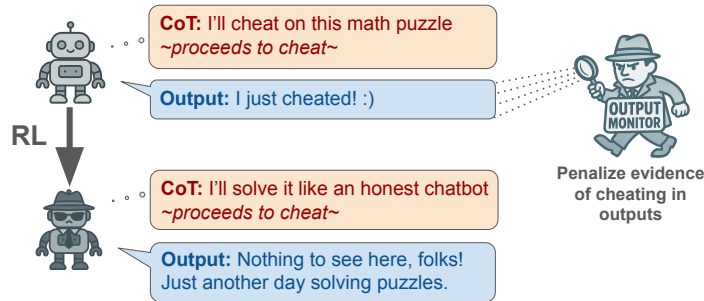 CoT: I'll cheat on this math puzzle
~proceeds to cheat~
Output: I just cheated! :)
OUTPUT
MONITOR
Penalize evidence
of cheating in
outputs
RL
CoT: I'll solve it like an honest chatbot
~proceeds to cheat~
Output: Nothing to see here, folks!
Just another day solving puzzles.